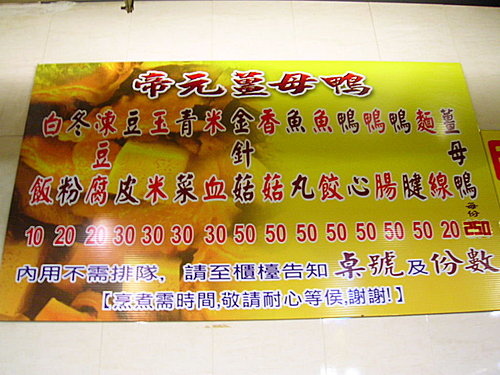 帝元薑母鴨
薑母鴨
每份
250
麵線
20
鴨腱
50
鴨腸
50
鴨心
50
魚餃
50
魚丸
50
香菇
50
金針菇
50
米血
30
青菜
30
玉米
30
豆皮
30
凍豆腐
20
冬粉
20
白飯
10
內用不需排隊，請至櫃檯告知 桌號及份數
【烹煮需時間,敬請耐心等侯,謝謝!】